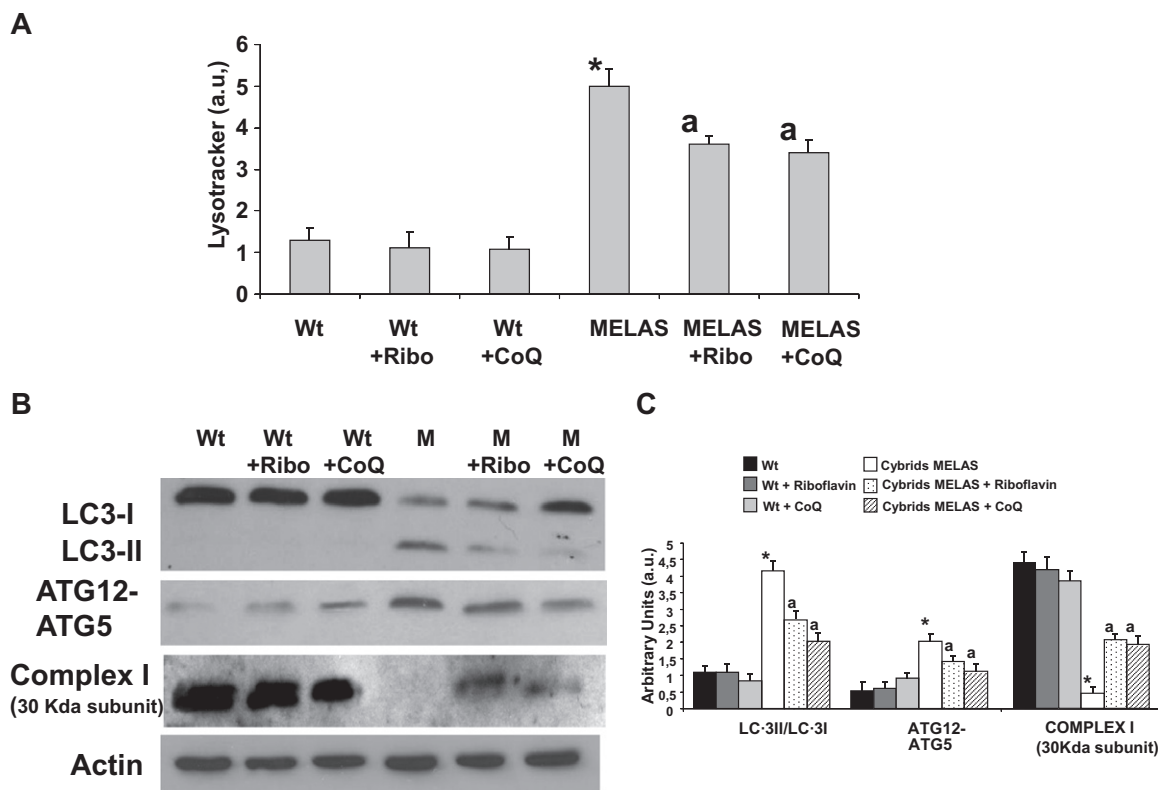 A
6
5
4
3
2
1
0
Lysotracker (a.u,)
*
a
a
Wt
Wt
+Ribo
Wt
+CoQ
MELAS
MELAS
+Ribo
MELAS
+CoQ
B
Wt
Wt
+Ribo
Wt
+CoQ
M
M
+Ribo
M
+CoQ
LC3-I
LC3-II
ATG12-
ATG5
Complex I
(30 Kda subunit)
Actin
C
Wt
Wt + Riboflavin
Wt + CoQ
Cybrids MELAS
Cybrids MELAS + Riboflavin
Cybrids MELAS + CoQ
Arbitrary Units (a.u.)
5
4,5
4
3,5
3
2,5
2
1,5
1
0,5
0
*
a
a
*
a
a
*
a
a
LC·3II/LC·3I
ATG12-
ATG5
COMPLEX I
(30Kda subunit)